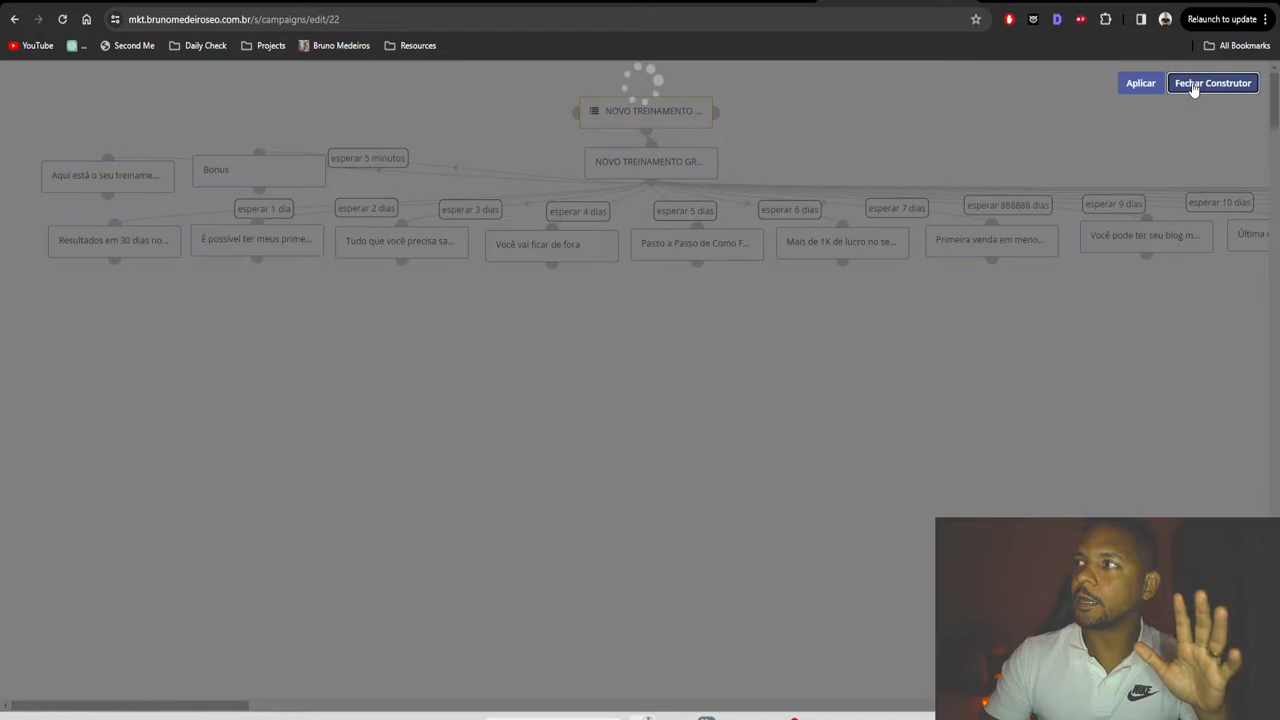 mkt.brunomedeiroseo.com.br/s/campaigns/edit/22
Relaunch to update
YouTube
...
Second Me
Daily Check
Projects
Bruno Medeiros
Resources
All Bookmarks
Aplicar
Fechar Construtor
NOVO TREINAMENTO ...
NOVO TREINAMENTO GR...
esperar 5 minutos
Aqui está o seu treiname...
Bonus
esperar 1 dia
esperar 2 dias
esperar 3 dias
esperar 4 dias
esperar 5 dias
esperar 6 dias
esperar 7 dias
esperar 888888 dias
esperar 9 dias
esperar 10 dias
Resultados em 30 dias no...
É possivel ter meus prime...
Tudo que você precisa sa...
Você vai ficar de fora
Passo a Passo de Como F...
Mais de 1K de lucro no se...
Primeira venda em meno...
Você pode ter seu blog m...
Última
NIKE